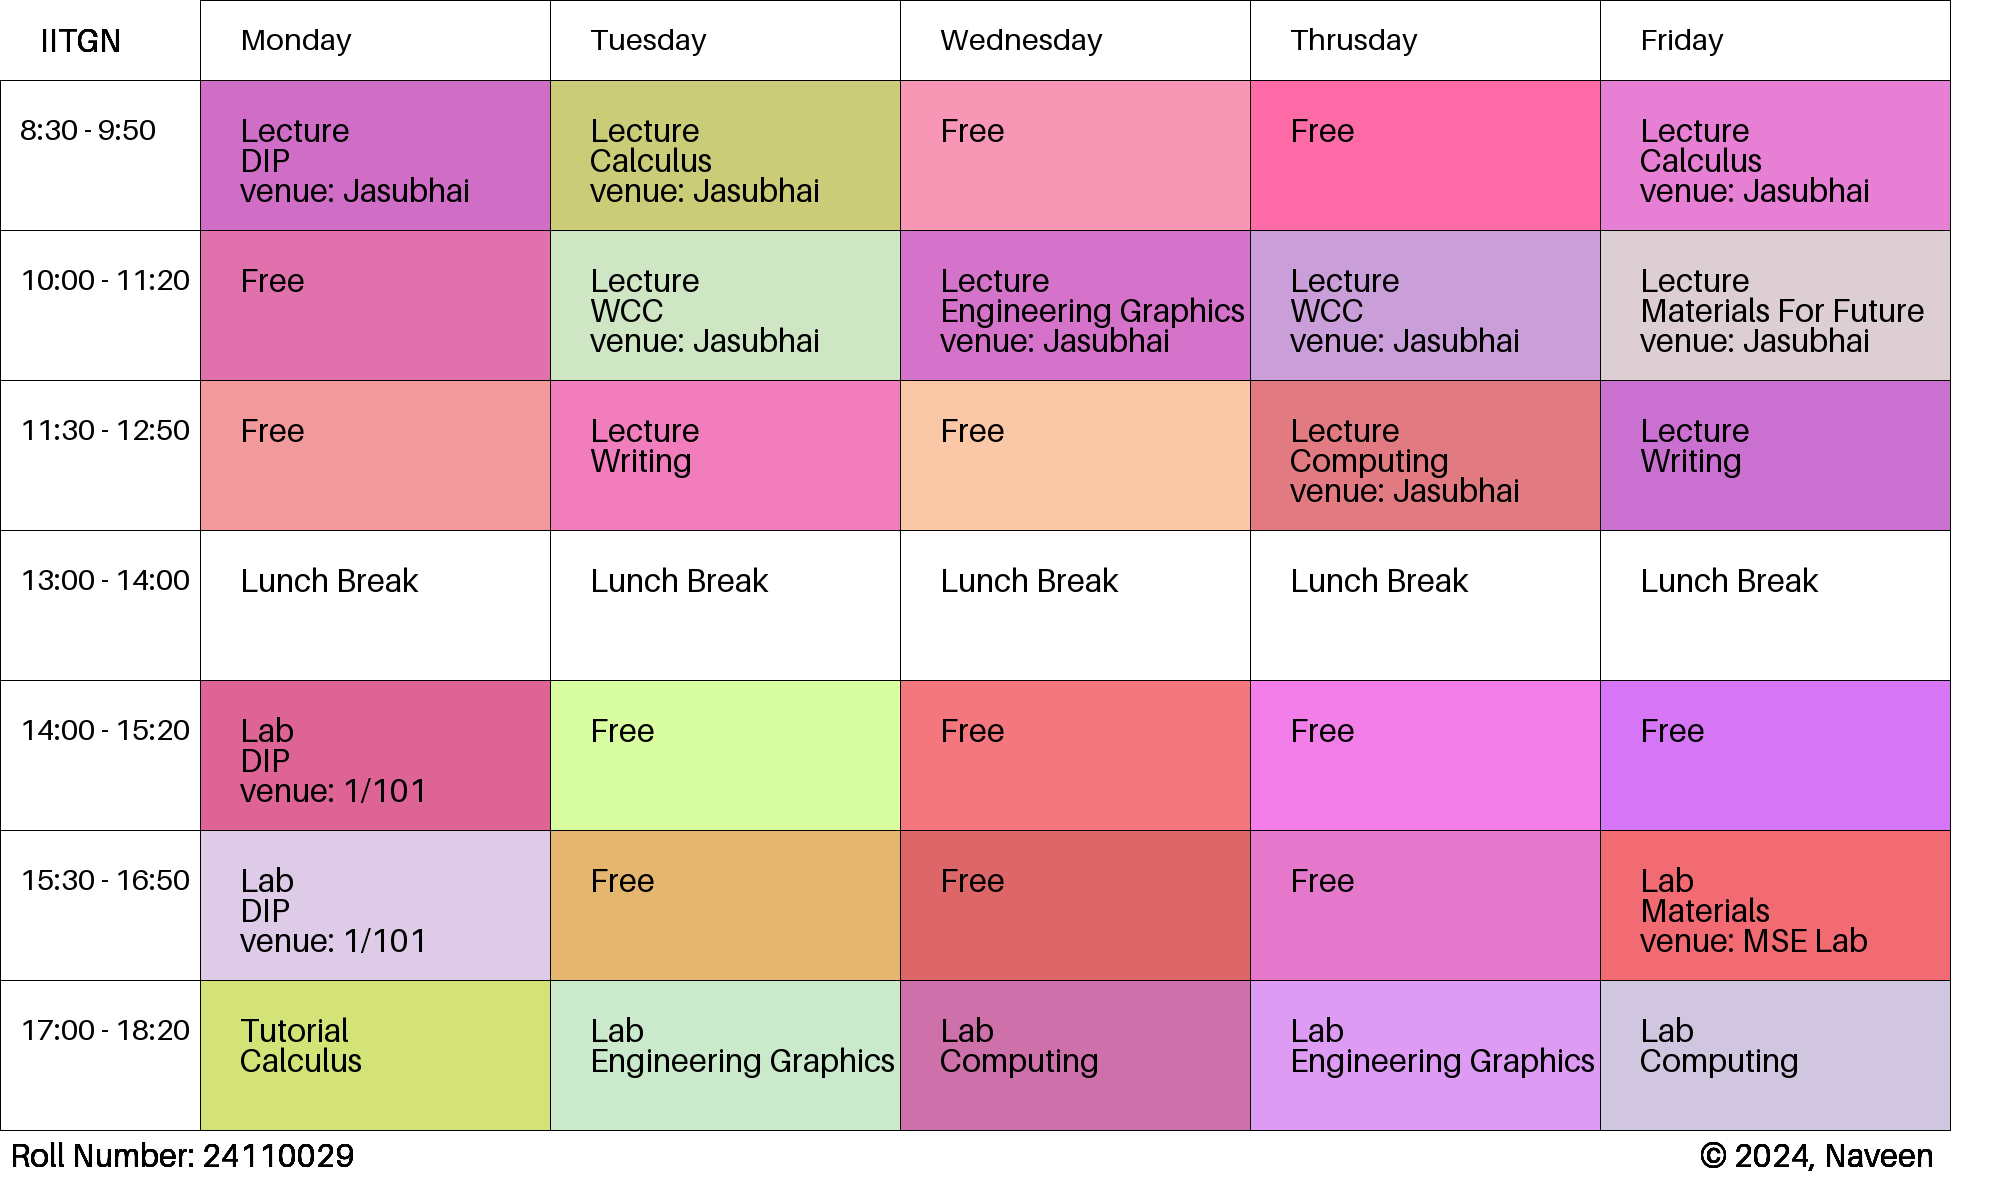 IITGN Monday Tuesday Wednesday Thrusday Friday
8:30 - 9:50
Lecture
DIP
venue: Jasubhai
Lecture
Calculus
venue: Jasubhai
Free
Free
Lecture
Calculus
venue: Jasubhai
10:00 - 11:20
Free
Lecture
WCC
venue: Jasubhai
Lecture
Engineering Graphics
venue: Jasubhai
Lecture
WCC
venue: Jasubhai
Lecture
Materials For Future
venue: Jasubhai
11:30 - 12:50
Free
Lecture
Writing
Free
Lecture
Computing
venue: Jasubhai
Lecture
Writing
13:00 - 14:00
Lunch Break
Lunch Break
Lunch Break
Lunch Break
Lunch Break
14:00 - 15:20
Lab
DIP
venue: 1/101
Free
Free
Free
Free
15:30 - 16:50
Lab
DIP
venue: 1/101
Free
Free
Free
Lab
Materials
venue: MSE Lab
17:00 - 18:20
Tutorial
Calculus
Lab
Engineering Graphics
Lab
Computing
Lab
Engineering Graphics
Lab
Computing
Roll Number: 24110029
© 2024, Naveen